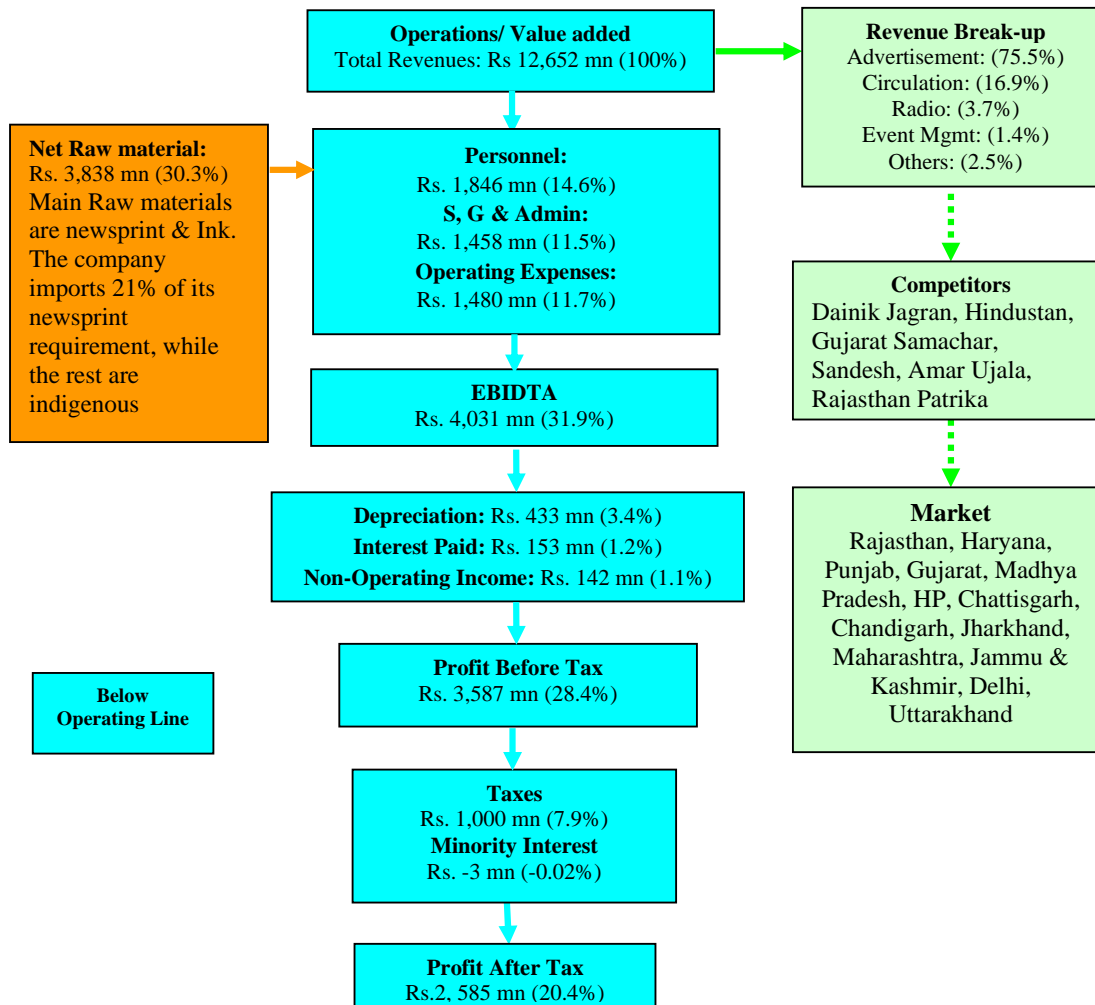 Operations/ Value added
Total Revenues: Rs 12,652 mn (100%)
Revenue Break-up
Advertisement: (75.5%)
Circulation: (16.9%)
Radio: (3.7%)
Event Mgmt: (1.4%)
Others: (2.5%)
Net Raw material:
Rs. 3,838 mn (30.3%)
Main Raw materials
are newsprint & Ink.
The company
imports 21% of its
newsprint
requirement, while
the rest are
indigenous
Personnel:
Rs. 1,846 mn (14.6%)
S, G & Admin:
Rs. 1,458 mn (11.5%)
Operating Expenses:
Rs. 1,480 mn (11.7%)
Competitors
Dainik Jagran, Hindustan,
Gujarat Samachar,
Sandesh, Amar Ujala,
Rajasthan Patrika
EBIDTA
Rs. 4,031 mn (31.9%)
Depreciation: Rs. 433 mn (3.4%)
Interest Paid: Rs. 153 mn (1.2%)
Non-Operating Income: Rs. 142 mn (1.1%)
Market
Rajasthan, Haryana,
Punjab, Gujarat, Madhya
Pradesh, HP, Chattisgarh,
Chandigarh, Jharkhand,
Maharashtra, Jammu &
Kashmir, Delhi,
Uttarakhand
Profit Before Tax
Rs. 3,587 mn (28.4%)
Below
Operating Line
Taxes
Rs. 1,000 mn (7.9%)
Minority Interest
Rs. -3 mn (-0.02%)
Profit After Tax
Rs.2, 585 mn (20.4%)